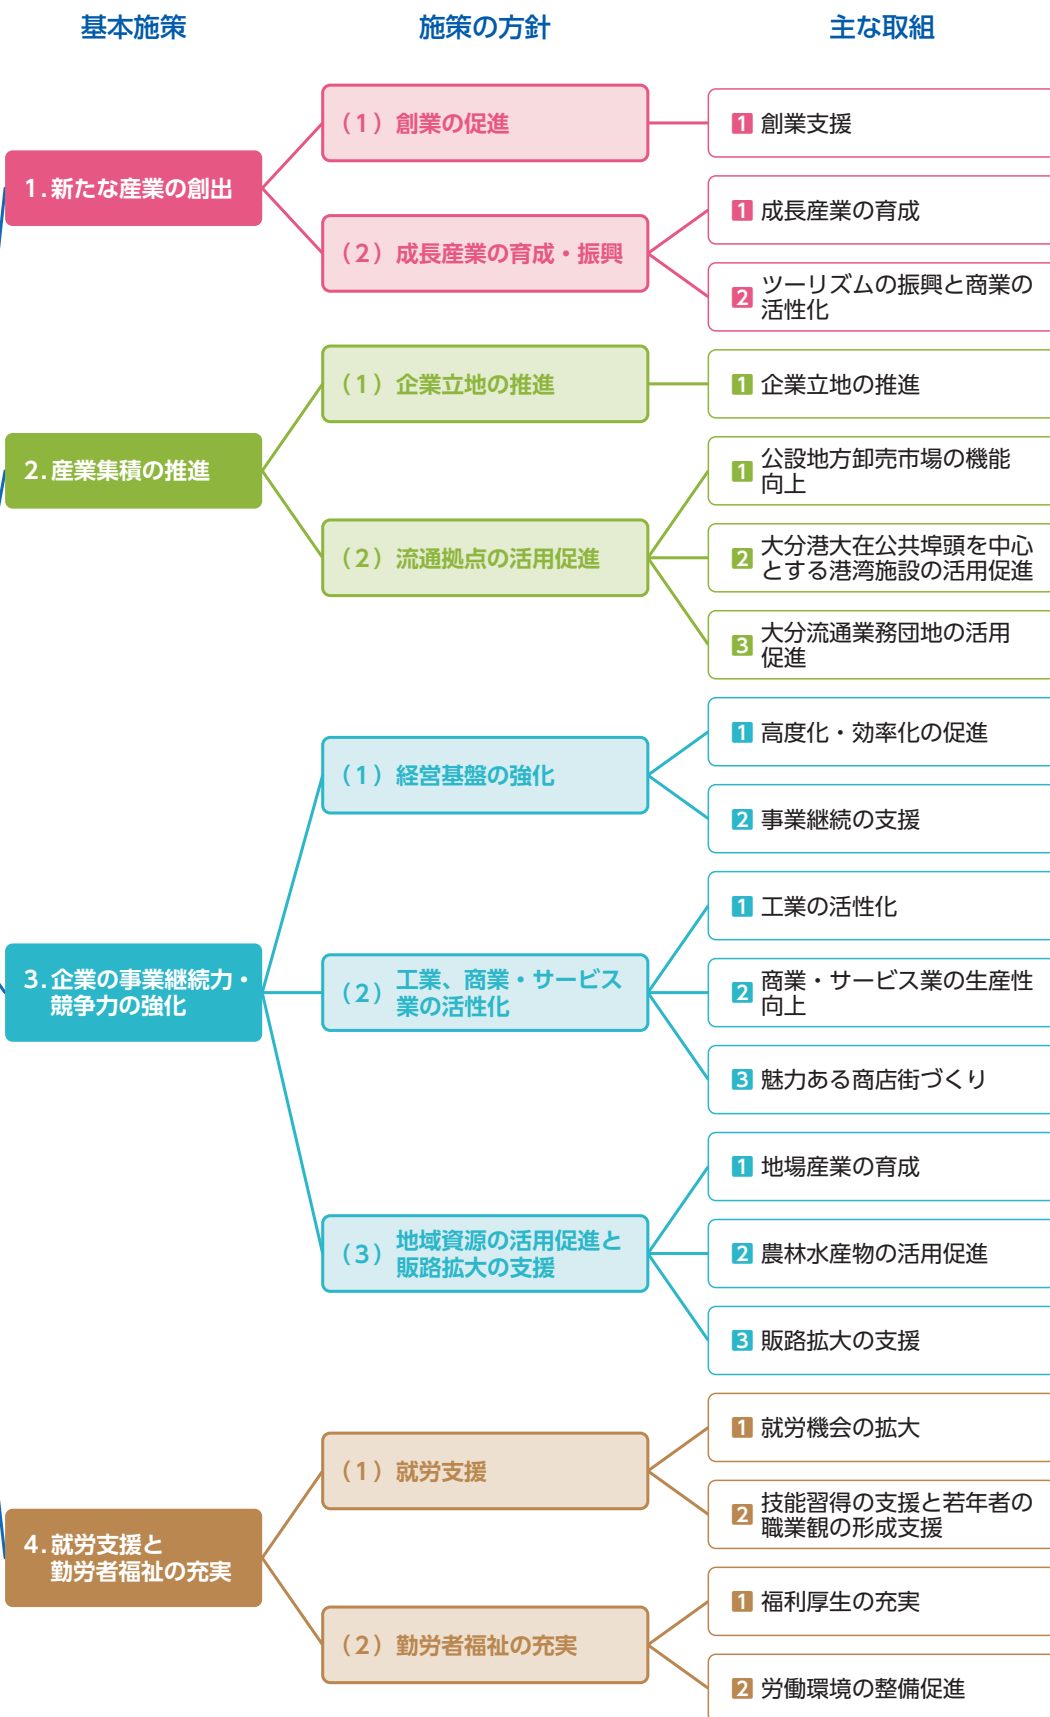 基本施策
施策の方針
主な取組
1.新たな産業の創出
（1）創業の促進
1 創業支援
（2）成長産業の育成・振興
1 成長産業の育成
2 ツーリズムの振興と商業の
活性化
2.産業集積の推進
（1）企業立地の推進
1 企業立地の推進
（2）流通拠点の活用促進
1 公設地方卸売市場の機能
向上
2 大分港大在公共埠頭を中心
とする港湾施設の活用促進
3 大分流通業務団地の活用
促進
3.企業の事業継続力・
競争力の強化
（1）経営基盤の強化
1 高度化・効率化の促進
2 事業継続の支援
（2）工業、商業・サービス
業の活性化
1 工業の活性化
2 商業・サービス業の生産性
向上
3 魅力ある商店街づくり
（3）地域資源の活用促進と
販路拡大の支援
1 地場産業の育成
2 農林水産物の活用促進
3 販路拡大の支援
4.就労支援と
勤労者福祉の充実
（1）就労支援
1 就労機会の拡大
2 技能習得の支援と若年者の
職業観の形成支援
（2）勤労者福祉の充実
1 福利厚生の充実
2 労働環境の整備促進